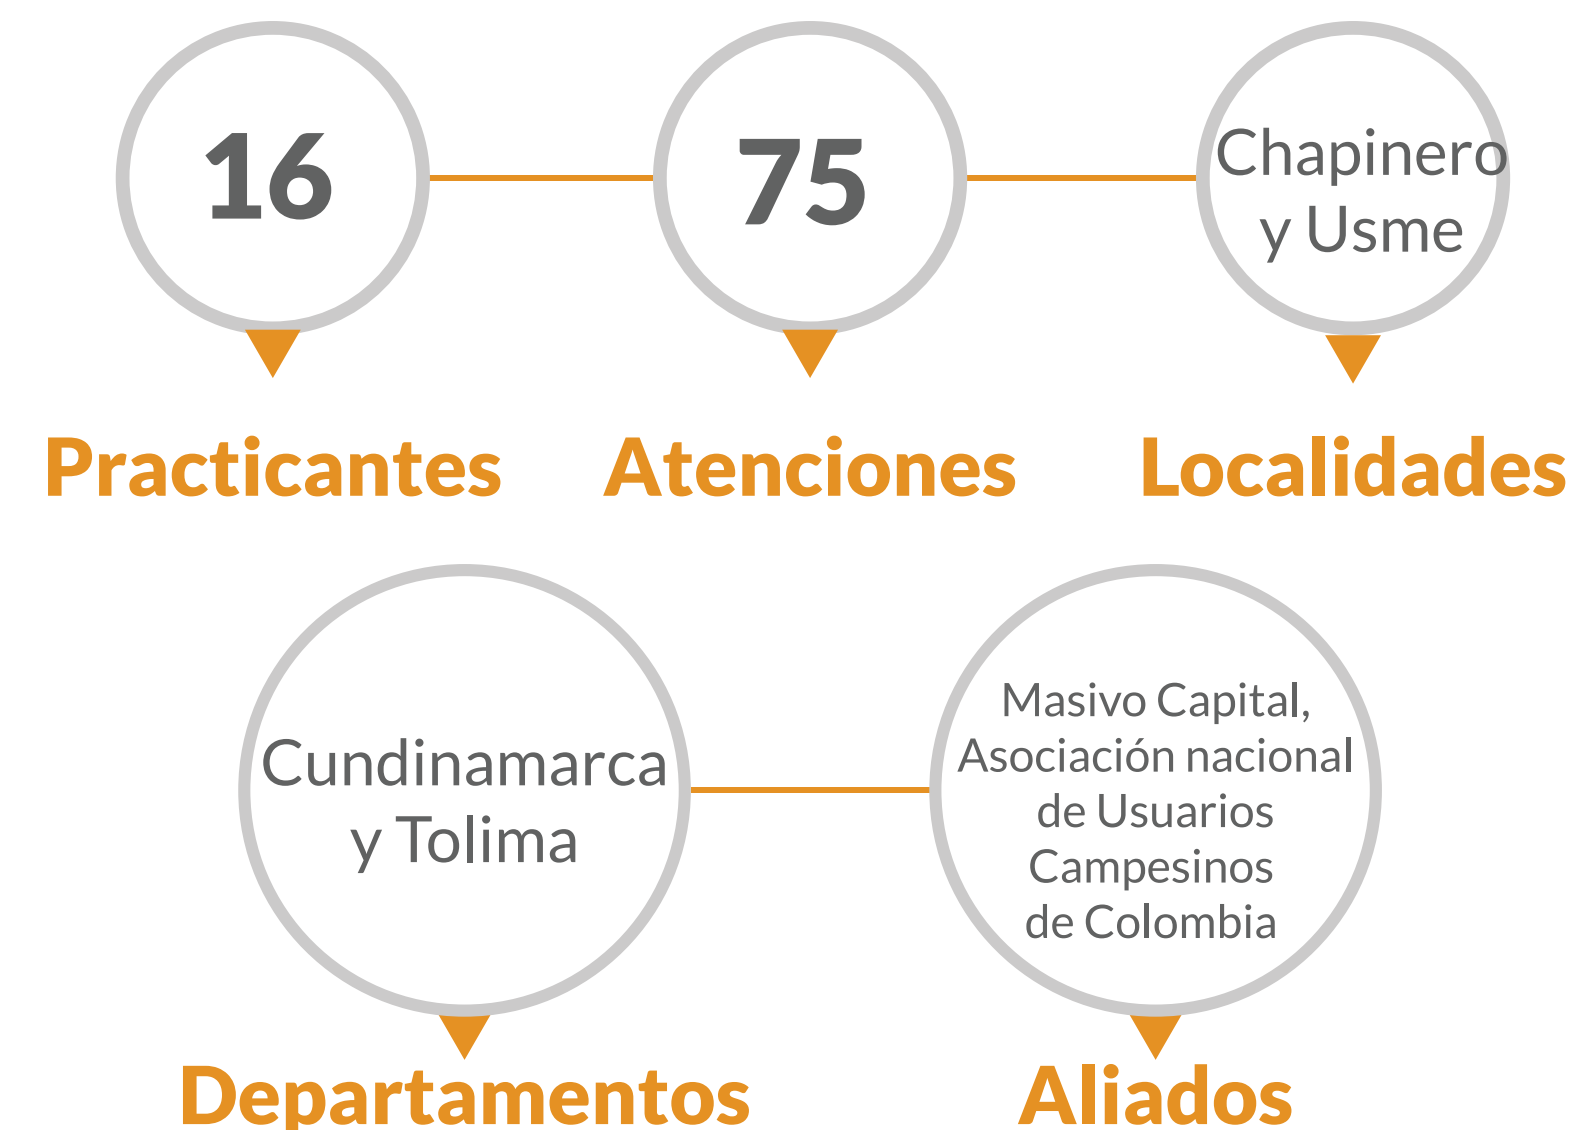 16
75
Chapinero
y Usme
Practicantes
Atenciones
Localidades
Cundinamarca
y Tolima
Masivo Capital,
Asociación nacional
de Usuarios
Campesinos
de Colombia
Departamentos
Aliados